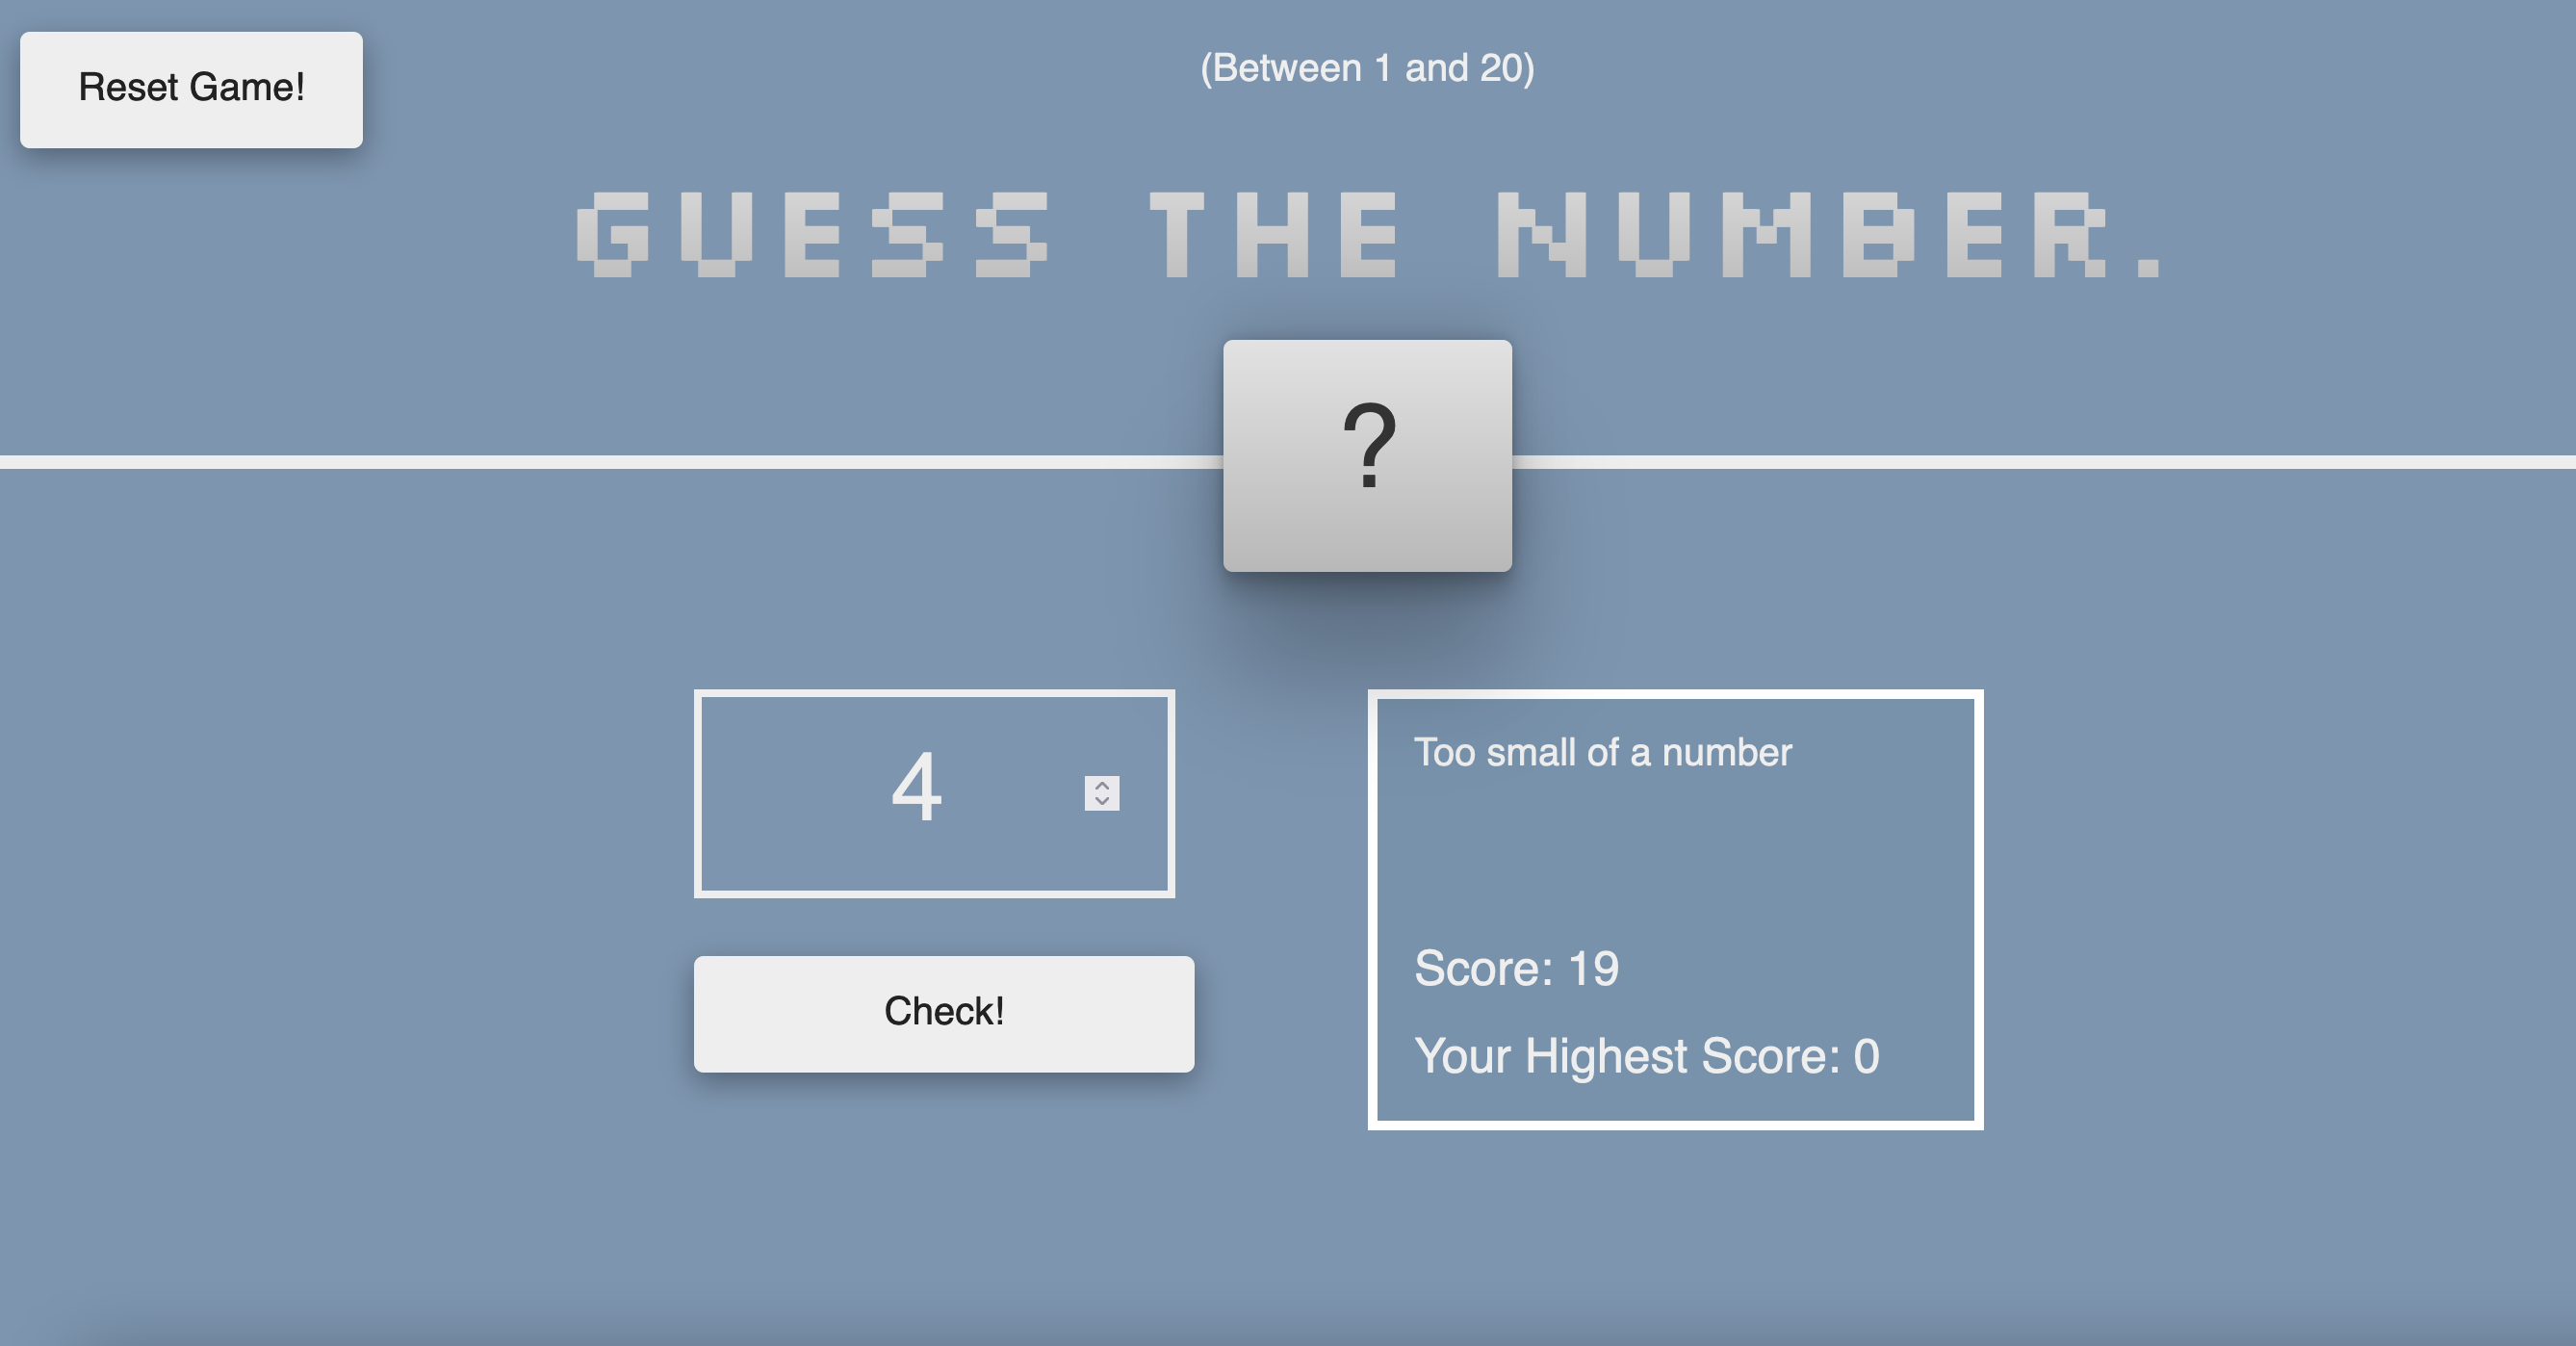 Reset Game!
(Between 1 and 20)
GUESS THE NUMBER.
?
4
Too small of a number
Check!
Score: 19
Your Highest Score: 0